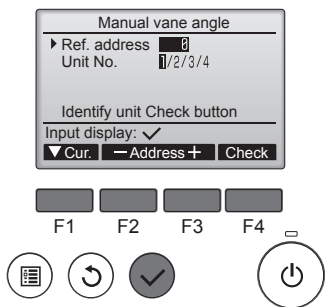 Manual vane angle
Ref. address 0
Unit No. 1/2/3/4
Identify unit Check button
Input display: ✓
▼ Cur. − Address + Check
F1 F2 F3 F4